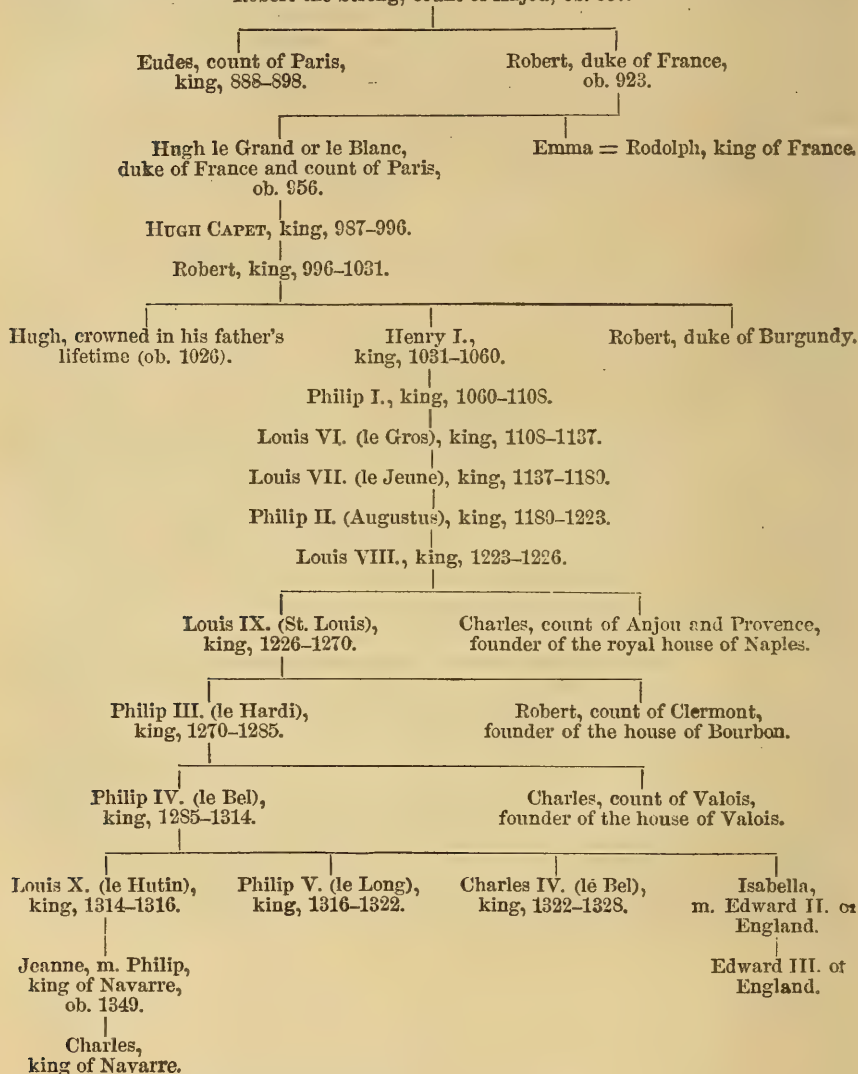 Robert the Strong, count of Anjou, ob.
Eudes, count of Paris,
king, 888–898.
Robert, duke of France,
ob. 923.
Hugh le Grand or le Blanc,
duke of France and count of Paris,
ob. 956.
Emma = Rodolph, king of France.
HUGH CAPET, king, 987–996.
Robert, king, 996–1031.
Hugh, crowned in his father's
lifetime (ob. 1026).
Henry I.,
king, 1031–1060.
Robert, duke of Burgundy.
Philip I., king, 1060–1108.
Louis VI. (le Gros), king, 1108–1137.
Louis VII. (le Jeune), king, 1137–1180.
Philip II. (Augustus), king, 1180–1223.
Louis VIII., king, 1223–1226.
Louis IX. (St. Louis),
king, 1226–1270.
Charles, count of Anjou and Provence,
founder of the royal house of Naples.
Philip III. (le Hardi),
king, 1270–1285.
Robert, count of Clermont,
founder of the house of Bourbon.
Philip IV. (le Bel),
king, 1285–1314.
Charles, count of Valois,
founder of the house of Valois.
Louis X. (le Hutin),
king, 1314–1316.
Philip V. (le Long),
king, 1316–1322.
Charles IV. (le Bel),
king, 1322–1328.
Isabella,
m. Edward II. of
England.
Jeanne, m. Philip,
king of Navarre,
ob. 1349.
Edward III. of
England.
Charles,
king of Navarre.